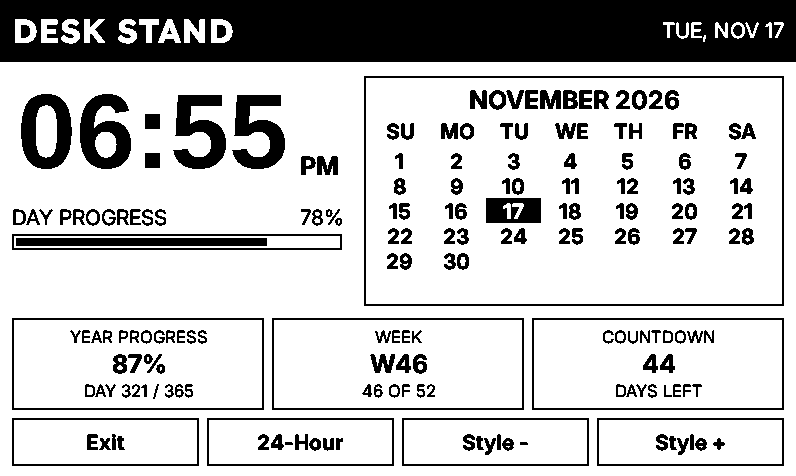 DESK STAND
TUE, NOV 17
06:55 PM
DAY PROGRESS 78%
NOVEMBER 2026
SU MO TU WE TH FR SA
1 2 3 4 5 6 7
8 9 10 11 12 13 14
15 16 17 18 19 20 21
22 23 24 25 26 27 28
29 30
YEAR PROGRESS
87%
DAY 321 / 365
WEEK
W46
46 OF 52
COUNTDOWN
44
DAYS LEFT
Exit
24-Hour
Style -
Style +